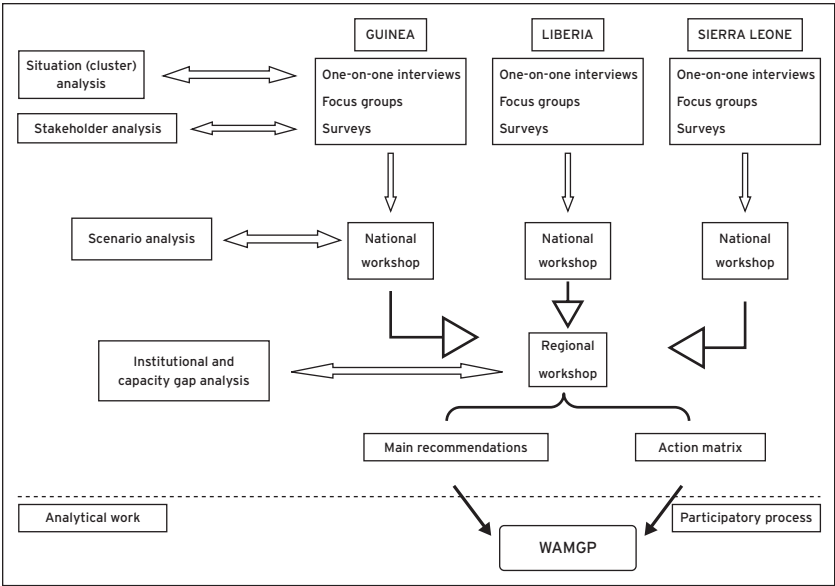 GUINEA
LIBERIA
SIERRA LEONE
Situation (cluster)
analysis
Stakeholder analysis
One-on-one interviews
Focus groups
Surveys
One-on-one interviews
Focus groups
Surveys
One-on-one interviews
Focus groups
Surveys
Scenario analysis
National
workshop
National
workshop
National
workshop
Institutional and
capacity gap analysis
Regional
workshop
Main recommendations
Action matrix
Analytical work
Participatory process
WAMGP